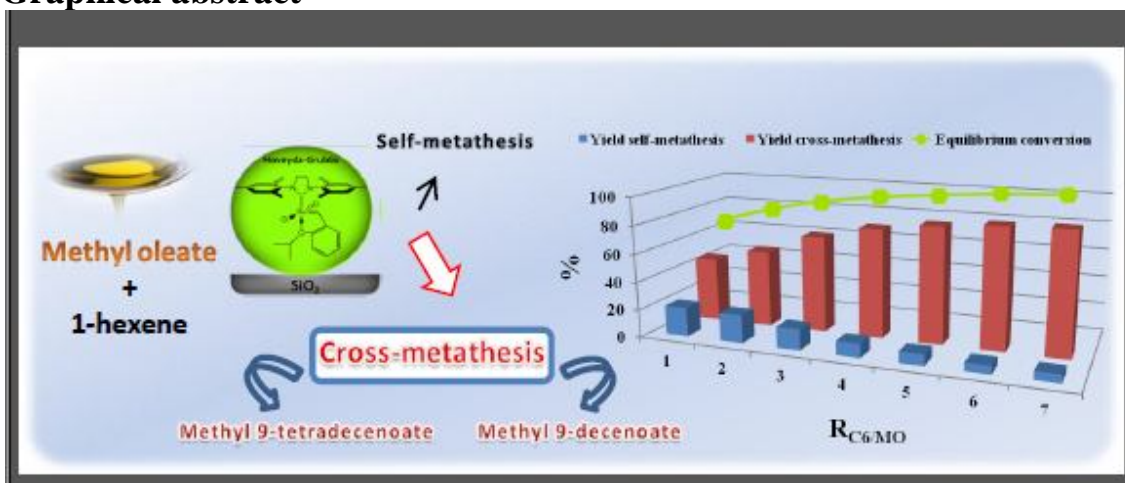 Graphical abstract
Hoveyda-Grubbs
SiO2
Methyl oleate
+
1-hexene
Self-metathesis
Cross-metathesis
Methyl 9-tetradecenoate
Methyl 9-decenoate
Yield self-metathesis
Yield cross-metathesis
Equilibrium conversion
%
100
80
60
40
20
0
1
2
3
4
5
6
7
RC6/MO